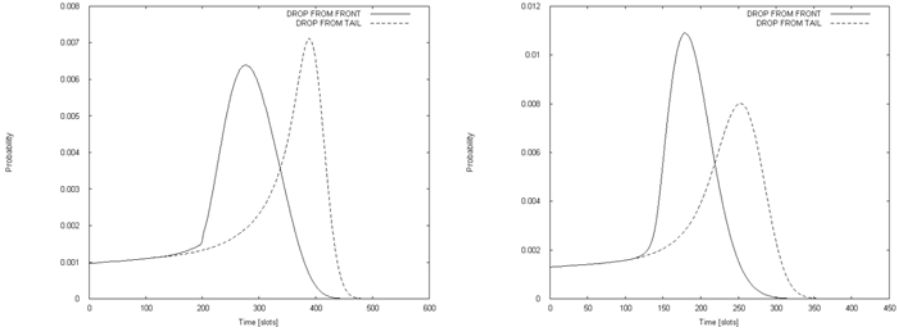 0.008
DROP FROM FRONT
DROP FROM TAIL
0.007
0.006
0.005
0.004
0.003
0.002
0.001
0
Probability
0 100 200 300 400 500 600
Time [slots]
0.012
DROP FROM FRONT
DROP FROM TAIL
0.01
0.008
0.006
0.004
0.002
0
Probability
0 50 100 150 200 250 300 350 400 450
Time [slots]